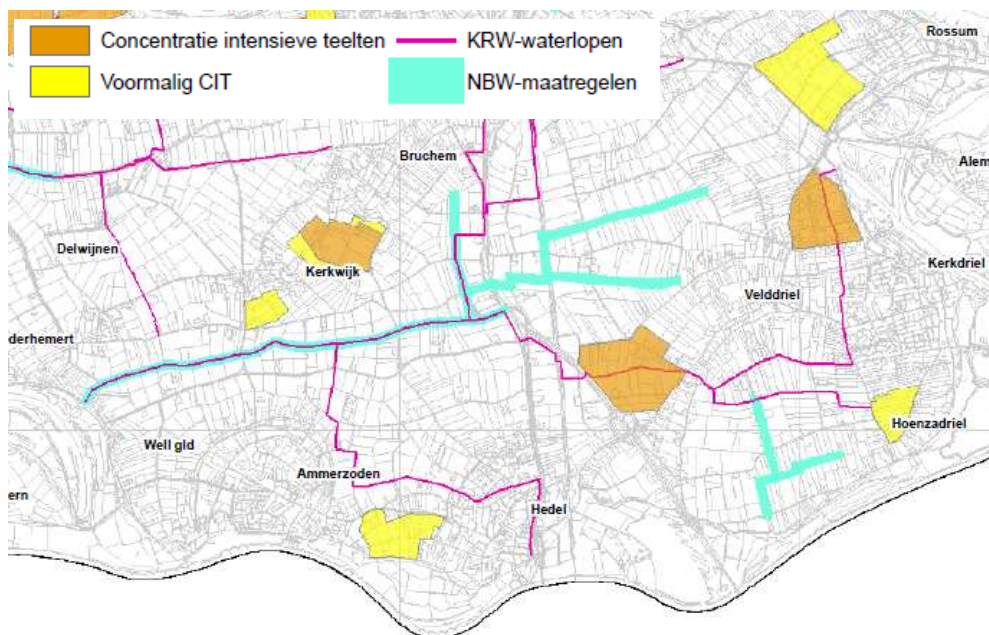 Concentratie intensieve teelten
KRW-waterlopen
Voormalig CIT
NBW-maatregelen
Rossum
Bruchem
Alem
Delwijnen
Kerkwijk
Kerkdriel
Velddriel
derhemert
Hoenzadriel
Well gld
Ammerzoden
ern
Hedel